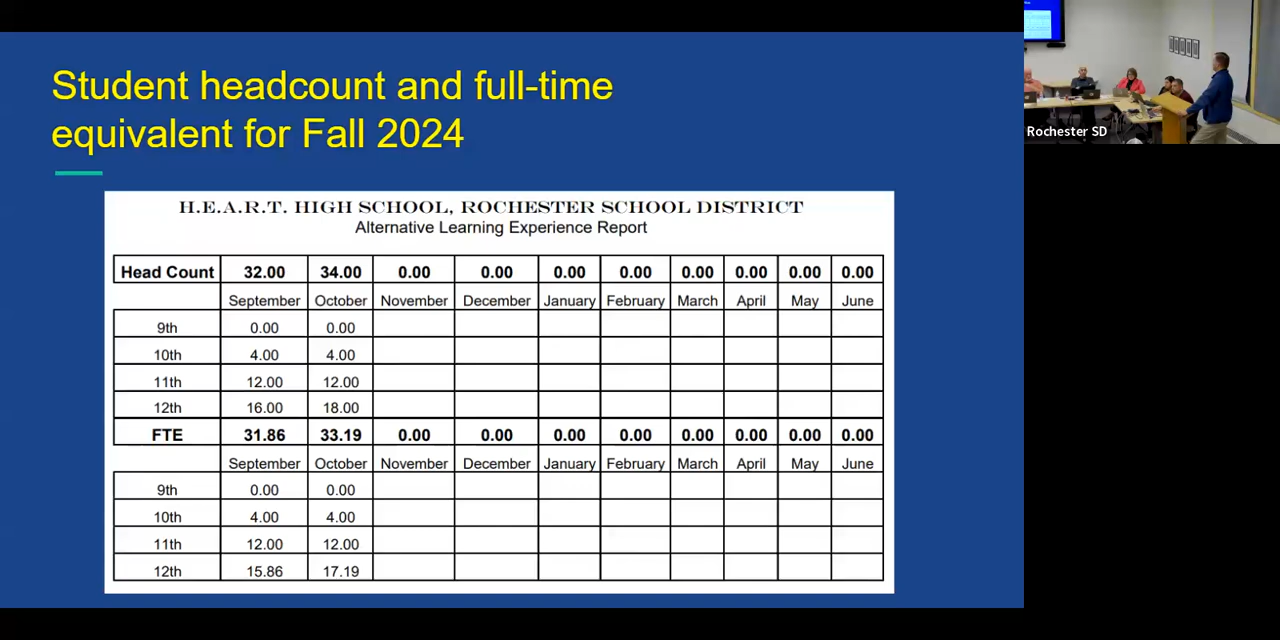 Student headcount and full-time
equivalent for Fall 2024
H.E.A.R.T. HIGH SCHOOL, ROCHESTER SCHOOL DISTRICT
Alternative Learning Experience Report
Head Count 32.00 34.00 0.00 0.00 0.00 0.00 0.00 0.00 0.00 0.00
September October November December January February March April May June
9th 0.00 0.00
10th 4.00 4.00
11th 12.00 12.00
12th 16.00 18.00
FTE 31.86 33.19 0.00 0.00 0.00 0.00 0.00 0.00 0.00 0.00
September October November December January February March April May June
9th 0.00 0.00
10th 4.00 4.00
11th 12.00 12.00
12th 15.86 17.19
Rochester SD